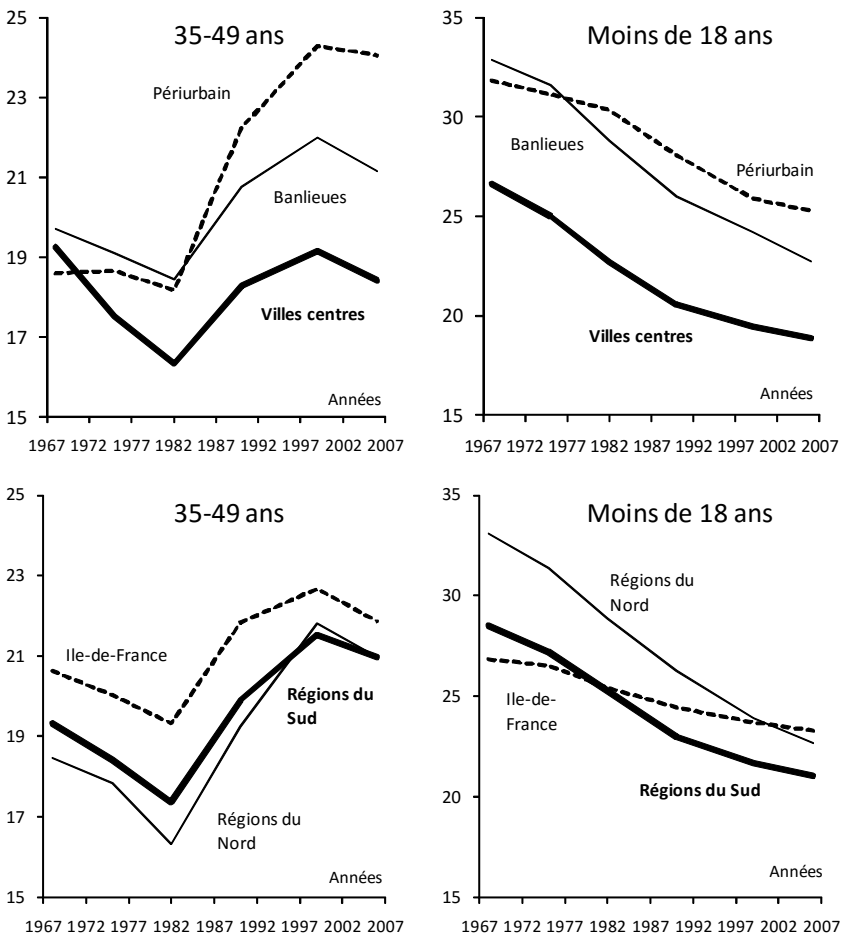 35-49 ans
25
23
21
19
17
15
Périurbain
Banlieues
Villes centres
Années
1967 1972 1977 1982 1987 1992 1997 2002 2007
Moins de 18 ans
35
30
25
20
15
Banlieues
Périurbain
Villes centres
Années
1967 1972 1977 1982 1987 1992 1997 2002 2007
35-49 ans
25
23
21
19
17
15
Ile-de-France
Régions du
Sud
Régions du
Nord
Années
1967 1972 1977 1982 1987 1992 1997 2002 2007
Moins de 18 ans
35
30
25
20
15
Régions du
Nord
Ile-de-
France
Régions du Sud
Années
1967 1972 1977 1982 1987 1992 1997 2002 2007